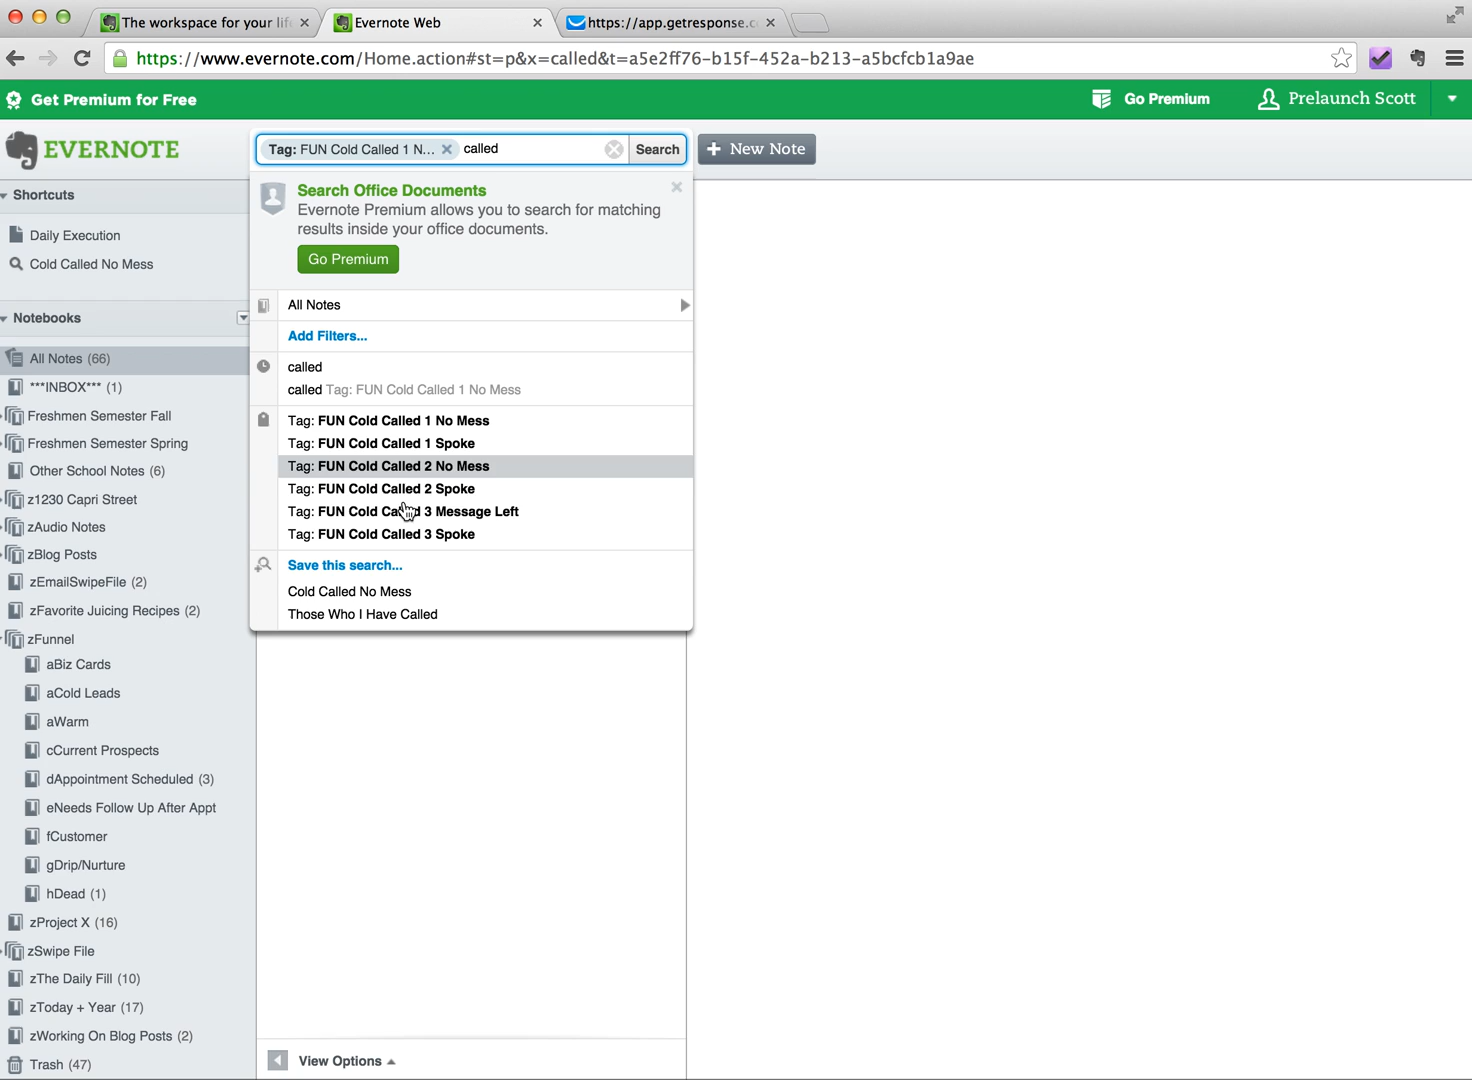 The workspace for your life
Evernote Web
https://app.getresponse.c
https://www.evernote.com/Home.action#st=p&x=called&t=a5e2ff76-b15f-452a-b213-a5bcfcb1a9ae
Get Premium for Free
Go Premium
Prelaunch Scott
EVERNOTE
Tag: FUN Cold Called 1 N...
called
Search
+ New Note
Shortcuts
Daily Execution
Cold Called No Mess
Notebooks
All Notes (66)
***INBOX*** (1)
Freshmen Semester Fall
Freshmen Semester Spring
Other School Notes (6)
z1230 Capri Street
zAudio Notes
zBlog Posts
zEmailSwipeFile (2)
zFavorite Juicing Recipes (2)
zFunnel
aBiz Cards
aCold Leads
aWarm
cCurrent Prospects
dAppointment Scheduled (3)
eNeeds Follow Up After Appt
fCustomer
gDrip/Nurture
hDead (1)
zProject X (16)
zSwipe File
zThe Daily Fill (10)
zToday + Year (17)
zWorking On Blog Posts (2)
Trash (47)
Search Office Documents
Evernote Premium allows you to search for matching
results inside your office documents.
Go Premium
All Notes
Add Filters...
called
called Tag: FUN Cold Called 1 No Mess
Tag: FUN Cold Called 1 No Mess
Tag: FUN Cold Called 1 Spoke
Tag: FUN Cold Called 2 No Mess
Tag: FUN Cold Called 2 Spoke
Tag: FUN Cold Called 3 Message Left
Tag: FUN Cold Called 3 Spoke
Save this search...
Cold Called No Mess
Those Who I Have Called
View Options